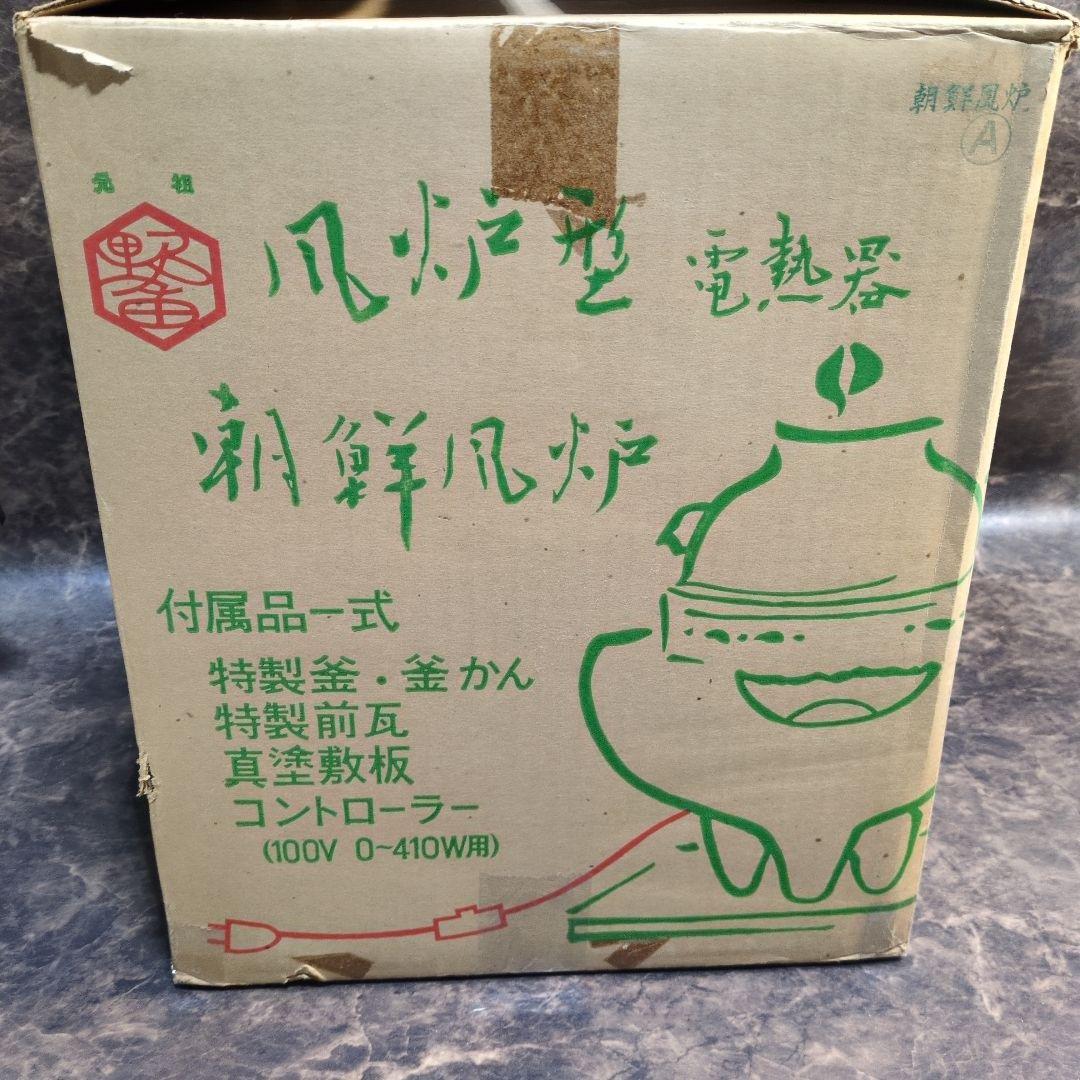 朝鮮風炉
A
元祖
野釜
風炉型 電熱器
朝鮮風炉
付属品一式
特製釜・釜かん
特製前瓦
真塗敷板
コントローラー
(100V 0~410W用)